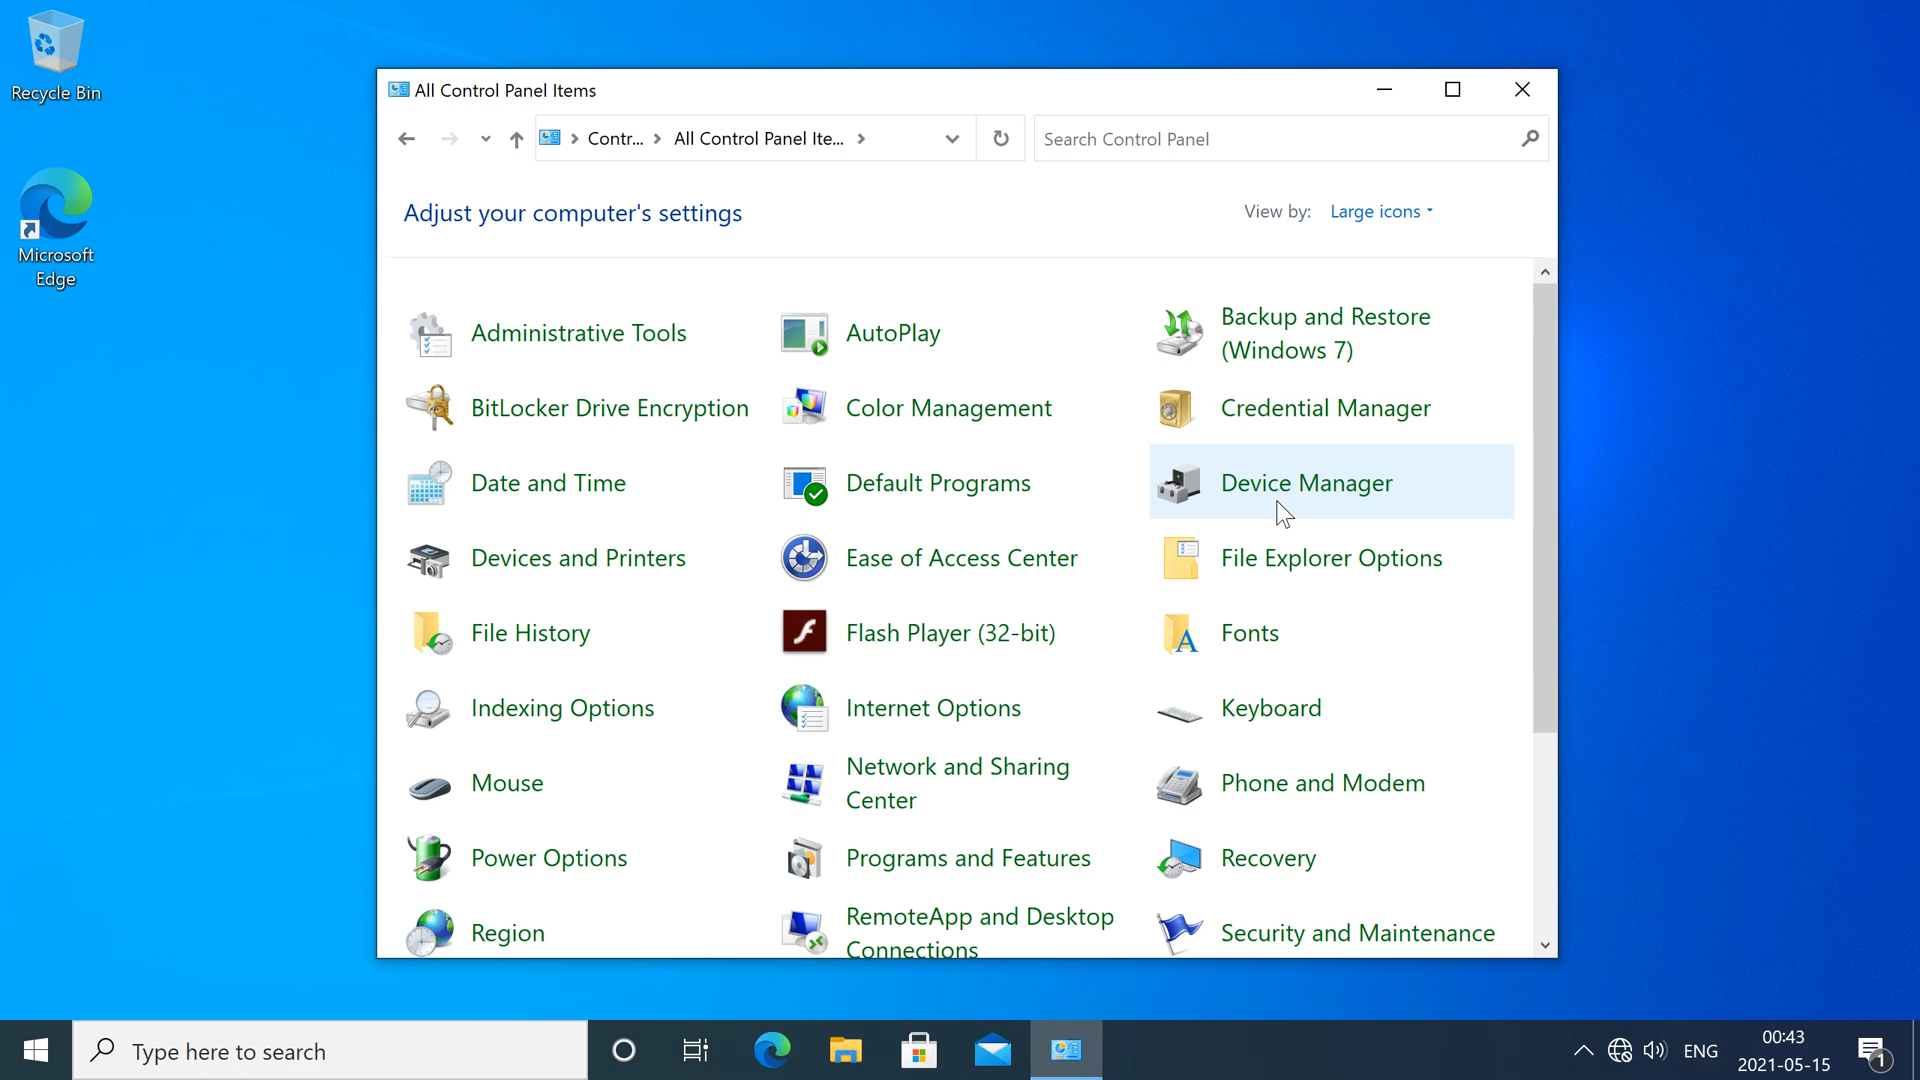 Recycle Bin
Microsoft
Edge
All Control Panel Items
Contr...
All Control Panel Ite...
Search Control Panel
Adjust your computer's settings
View by:
Large icons
Administrative Tools
AutoPlay
Backup and Restore
(Windows 7)
BitLocker Drive Encryption
Color Management
Credential Manager
Date and Time
Default Programs
Device Manager
Devices and Printers
Ease of Access Center
File Explorer Options
File History
Flash Player (32-bit)
Fonts
Indexing Options
Internet Options
Keyboard
Mouse
Network and Sharing
Center
Phone and Modem
Power Options
Programs and Features
Recovery
Region
RemoteApp and Desktop
Connections
Security and Maintenance
Type here to search
ENG
00:43
2021-05-15
1